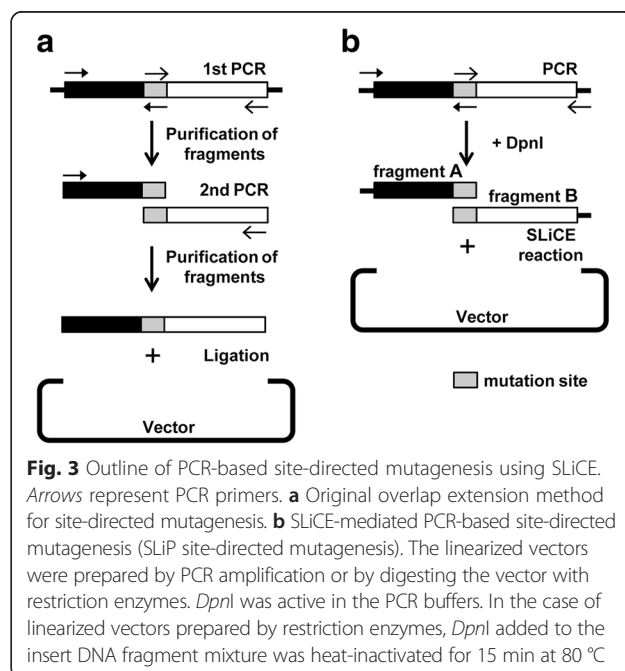 a
1st PCR
Purification of
fragments
2nd PCR
Purification of
fragments
+ Ligation
Vector
b
PCR
+ DpnI
fragment A
fragment B
+ SLiCE
reaction
Vector
mutation site
Fig. 3 Outline of PCR-based site-directed mutagenesis using SLiCE.
Arrows represent PCR primers. a Original overlap extension method
for site-directed mutagenesis. b SLiCE-mediated PCR-based site-directed
mutagenesis (SLiP site-directed mutagenesis). The linearized vectors
were prepared by PCR amplification or by digesting the vector with
restriction enzymes. DpnI was active in the PCR buffers. In the case of
linearized vectors prepared by restriction enzymes, DpnI added to the
insert DNA fragment mixture was heat-inactivated for 15 min at 80 °C